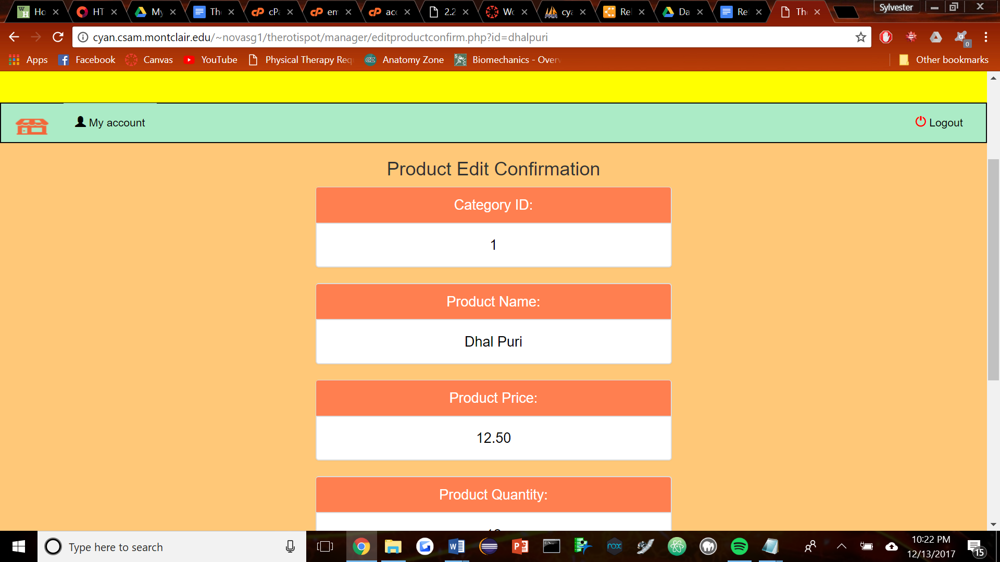 Ho HT My Th cPa em acc 2.2 Wo cya Rel Da Re Th Sylvester
cyan.csam.montclair.edu/~novasg1/therotispot/manager/editproductconfirm.php?id=dhalpuri
0
Apps Facebook Canvas YouTube Physical Therapy Req Anatomy Zone Biomechanics - Over Other bookmarks
My account Logout
Product Edit Confirmation
Category ID:
1
Product Name:
Dhal Puri
Product Price:
12.50
Product Quantity:
Type here to search
10:22 PM
12/13/2017
15